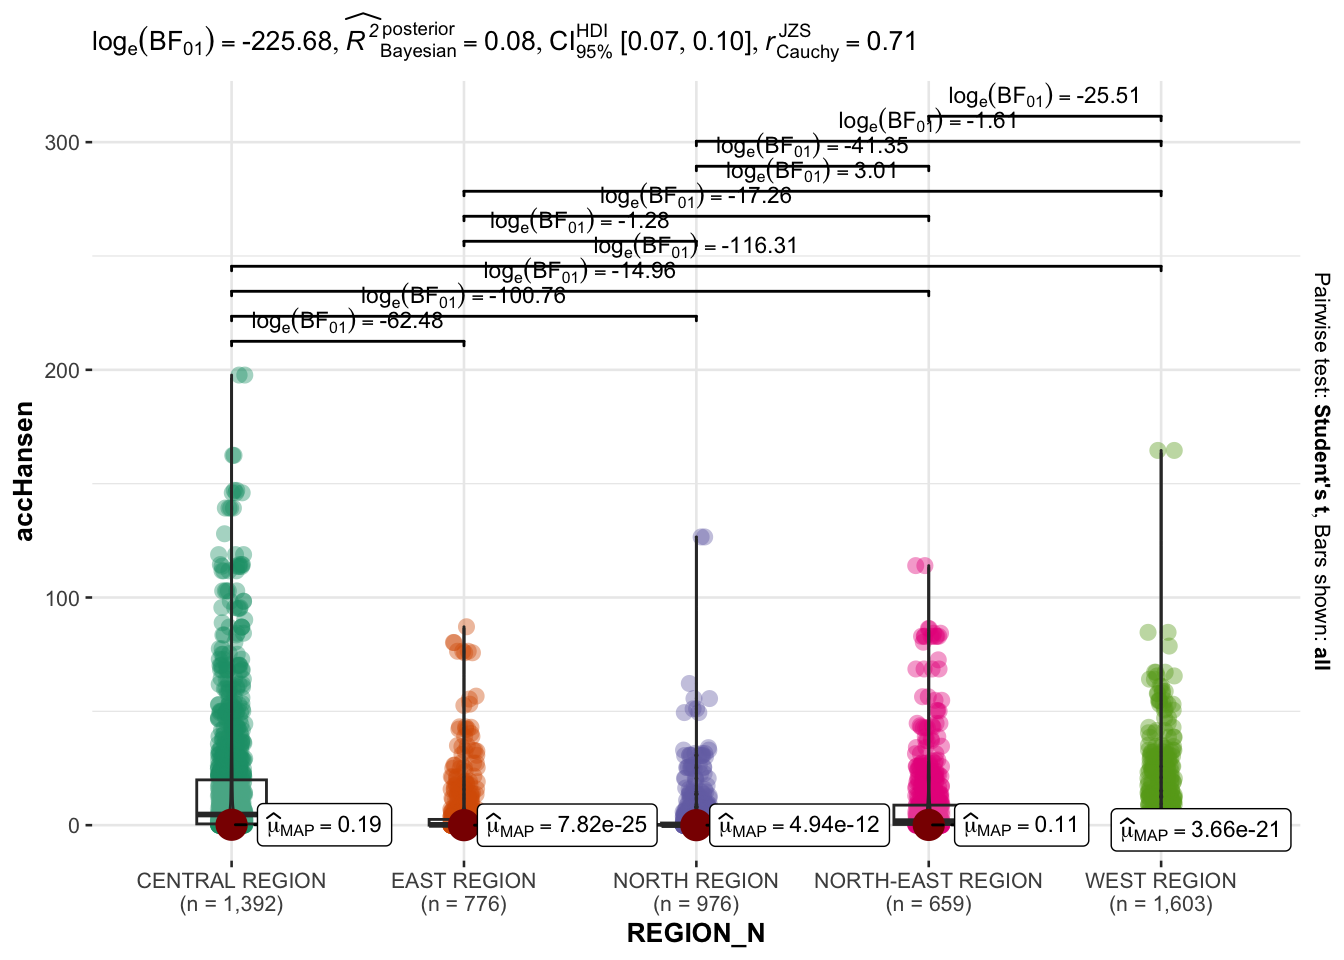 logₑ(BF₀₁) = -225.68, R̂² posterior Bayesian = 0.08, CI HDI 95% [0.07, 0.10], r JZS Cauchy = 0.71
logₑ(BF₀₁) = -25.51
logₑ(BF₀₁) = -1.61
logₑ(BF₀₁) = -41.35
logₑ(BF₀₁) = 3.01
logₑ(BF₀₁) = -17.26
logₑ(BF₀₁) = -1.28
logₑ(BF₀₁) = -116.31
logₑ(BF₀₁) = -14.96
logₑ(BF₀₁) = -100.76
logₑ(BF₀₁) = -62.48
300
200
100
0
accHansen
Pairwise test: Student's t, Bars shown: all
μ̂ MAP = 0.19
μ̂ MAP = 7.82e-25
μ̂ MAP = 4.94e-12
μ̂ MAP = 0.11
μ̂ MAP = 3.66e-21
CENTRAL REGION
(n = 1,392)
EAST REGION
(n = 776)
NORTH REGION
(n = 976)
NORTH-EAST REGION
(n = 659)
WEST REGION
(n = 1,603)
REGION_N